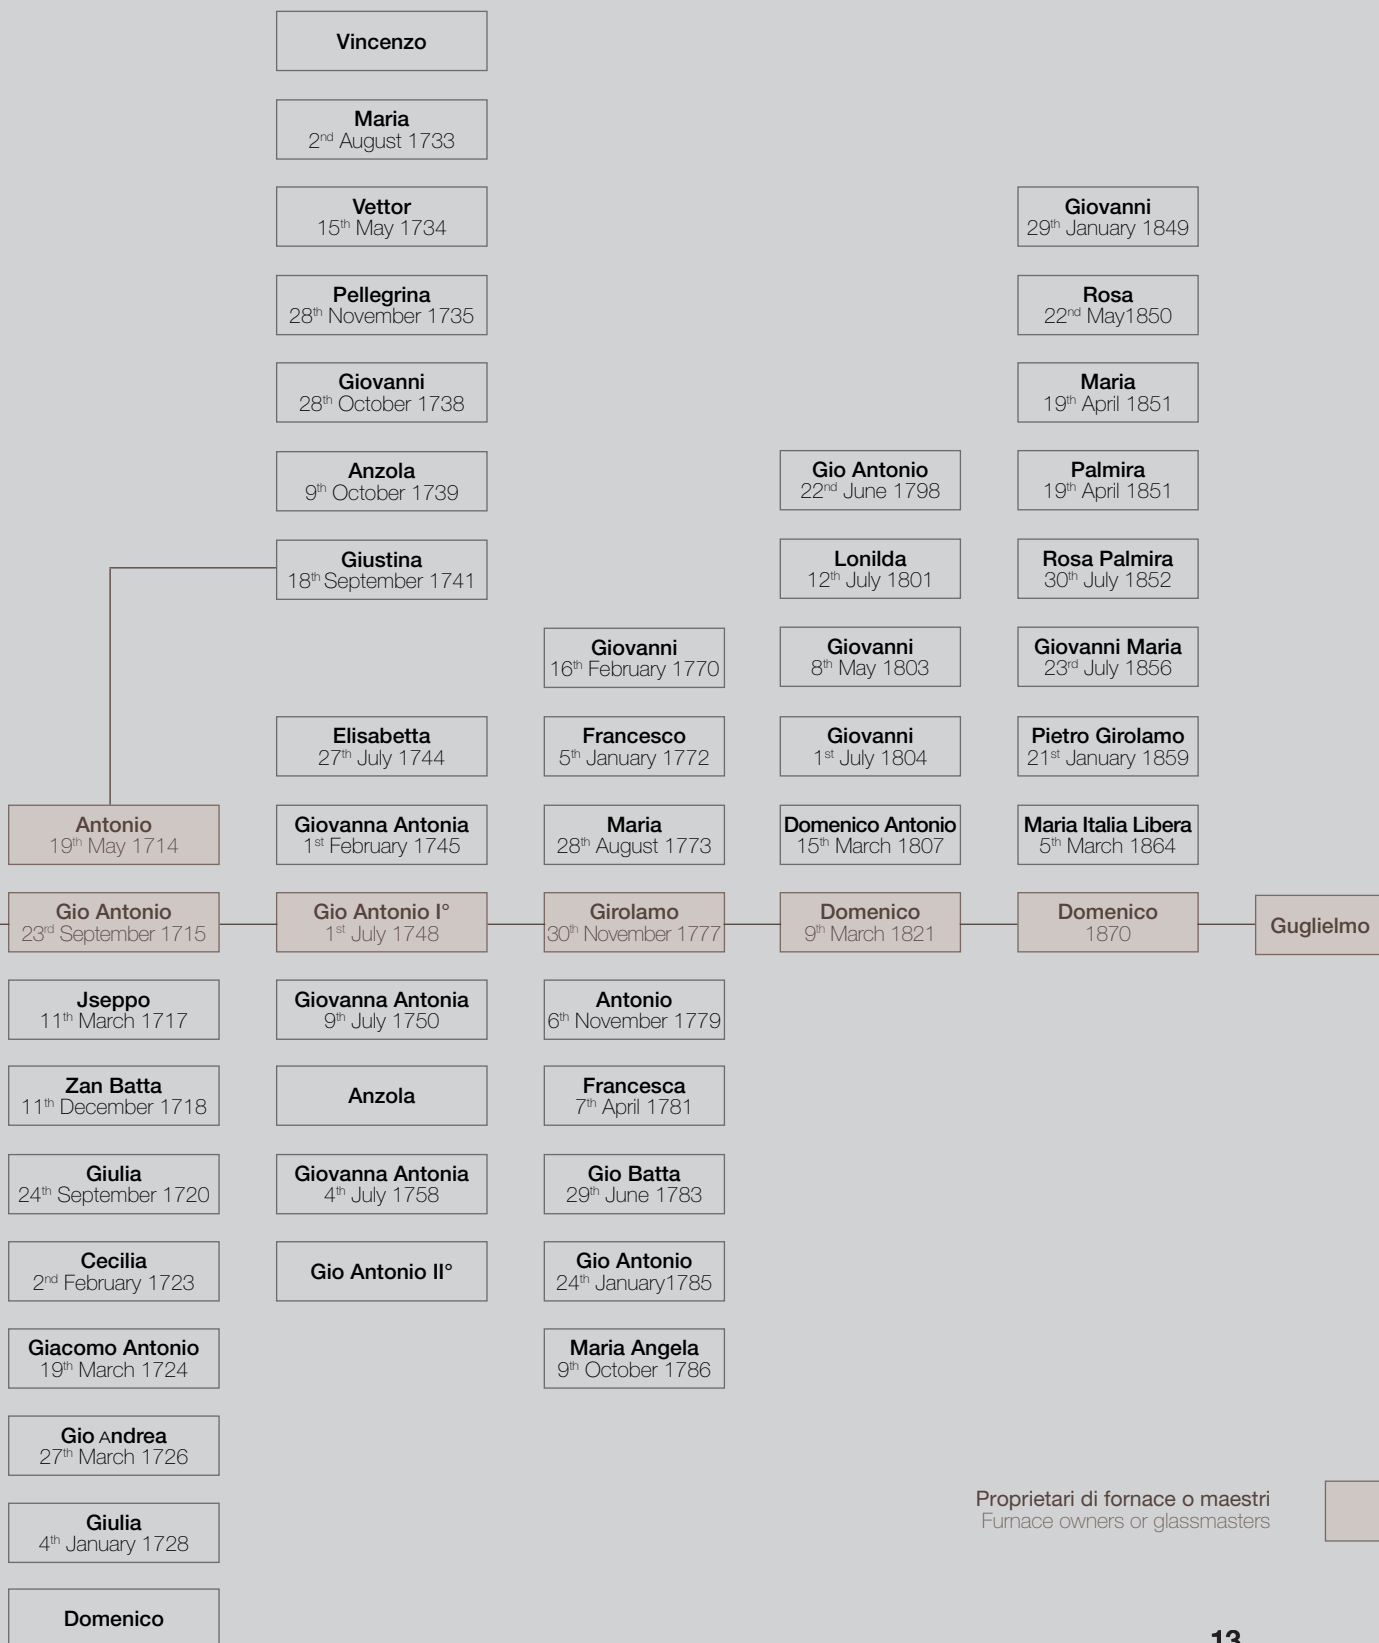 Antonio
19th May 1714
Gio Antonio
23rd September 1715
Jseppo
11th March 1717
Zan Batta
11th December 1718
Giulia
24th September 1720
Cecilia
2nd February 1723
Giacomo Antonio
19th March 1724
Gio Andrea
27th March 1726
Giulia
4th January 1728
Domenico
Vincenzo
Maria
2nd August 1733
Vettor
15th May 1734
Pellegrina
28th November 1735
Giovanni
28th October 1738
Anzola
9th October 1739
Giustina
18th September 1741
Elisabetta
27th July 1744
Giovanna Antonia
1st February 1745
Gio Antonio I°
1st July 1748
Giovanna Antonia
9th July 1750
Anzola
Giovanna Antonia
4th July 1758
Gio Antonio II°
Giovanni
16th February 1770
Francesco
5th January 1772
Maria
28th August 1773
Girolamo
30th November 1777
Antonio
6th November 1779
Francesca
7th April 1781
Gio Batta
29th June 1783
Gio Antonio
24th January1785
Maria Angela
9th October 1786
Gio Antonio
22nd June 1798
Lonilda
12th July 1801
Giovanni
8th May 1803
Giovanni
1st July 1804
Domenico Antonio
15th March 1807
Domenico
9th March 1821
Giovanni
29th January 1849
Rosa
22nd May1850
Maria
19th April 1851
Palmira
19th April 1851
Rosa Palmira
30th July 1852
Giovanni Maria
23rd July 1856
Pietro Girolamo
21st January 1859
Maria Italia Libera
5th March 1864
Domenico
1870
Guglielmo
Proprietari di fornace o maestri
Furnace owners or glassmasters
13